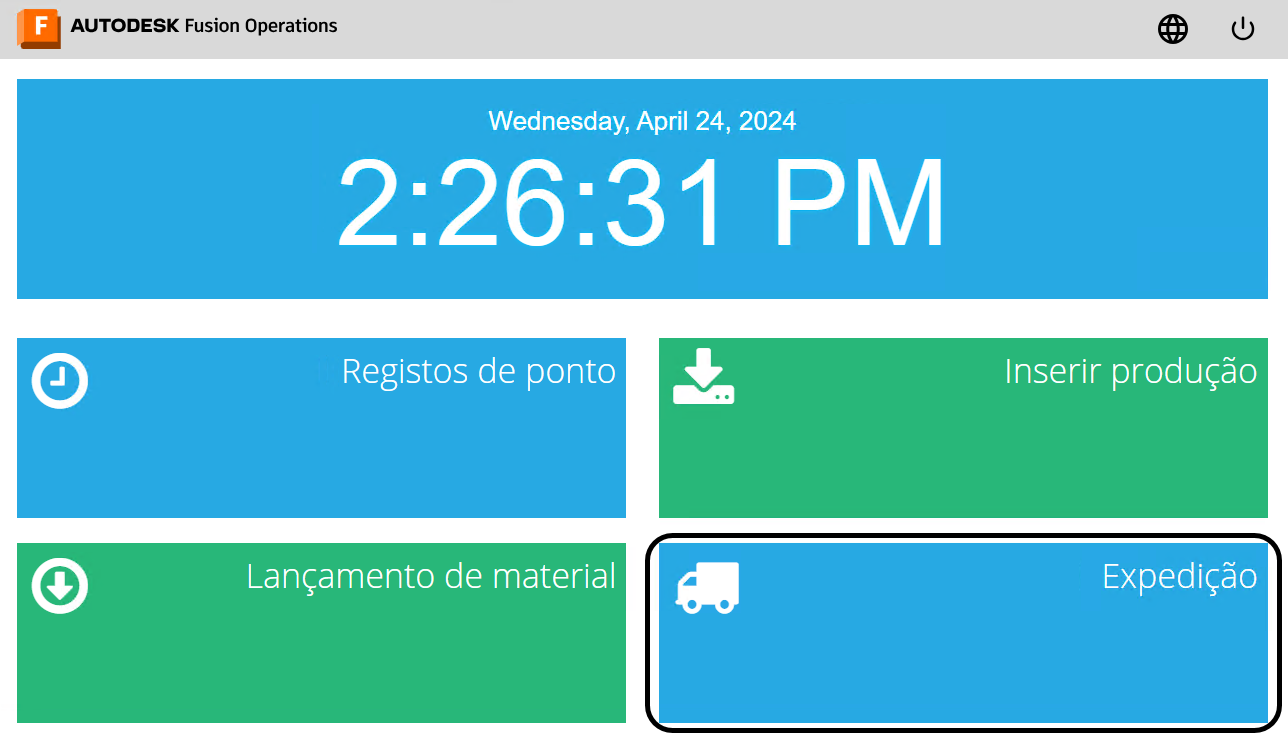 F AUTODESK Fusion Operations
Wednesday, April 24, 2024
2:26:31 PM
Registos de ponto
Inserir produção
Lançamento de material
Expedição